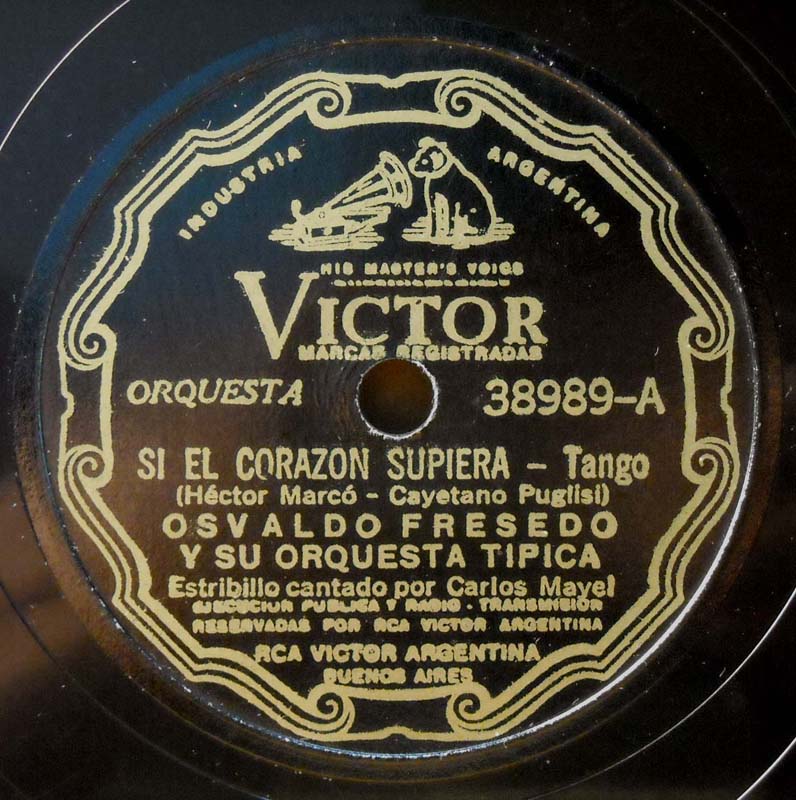 INDUSTRIA ARGENTINA
HIS MASTER'S VOICE
VICTOR
MARCAS REGISTRADAS
ORQUESTA 38989-A
SI EL CORAZON SUPIERA - Tango
(Héctor Marcó - Cayetano Puglisi)
OSVALDO FRESEDO
Y SU ORQUESTA TIPICA
Estribillo cantado por Carlos Mayel
EJECUCION PUBLICA Y RADIO - TRANSMISION
RESERVADAS POR RCA VICTOR ARGENTINA
RCA VICTOR ARGENTINA
BUENOS AIRES